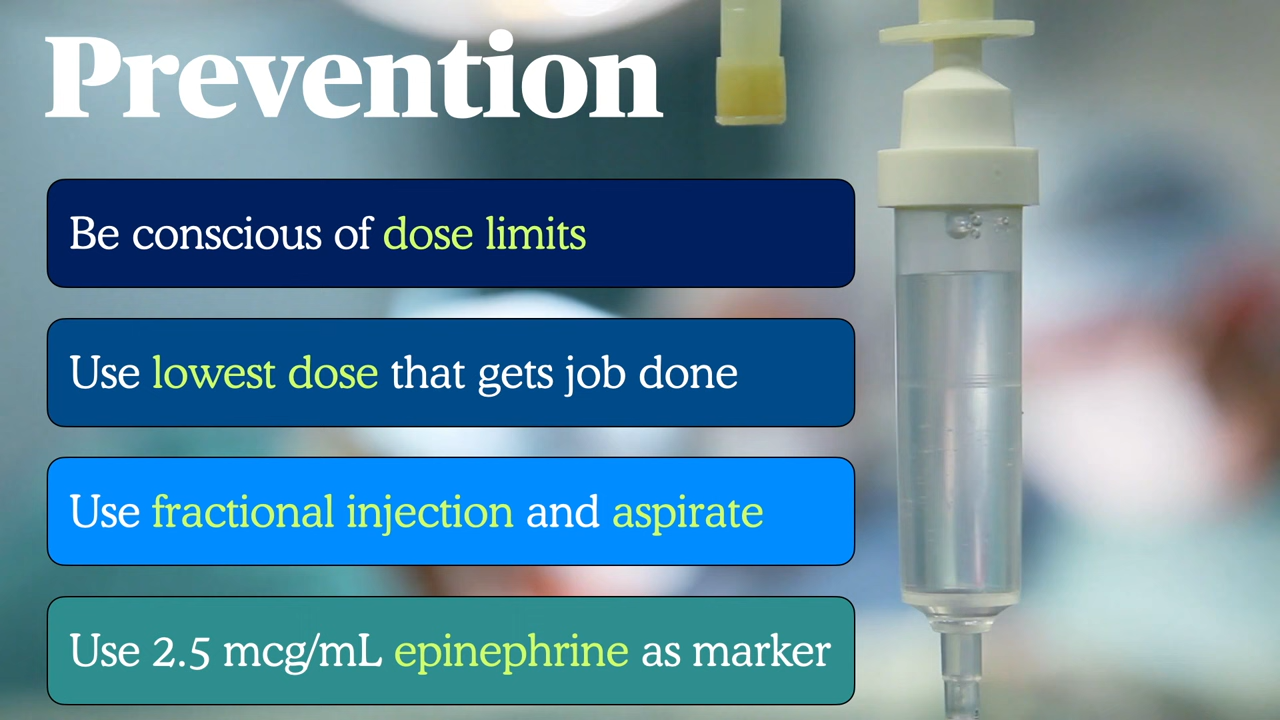 Prevention
Be conscious of dose limits
Use lowest dose that gets job done
Use fractional injection and aspirate
Use 2.5 mcg/mL epinephrine as marker